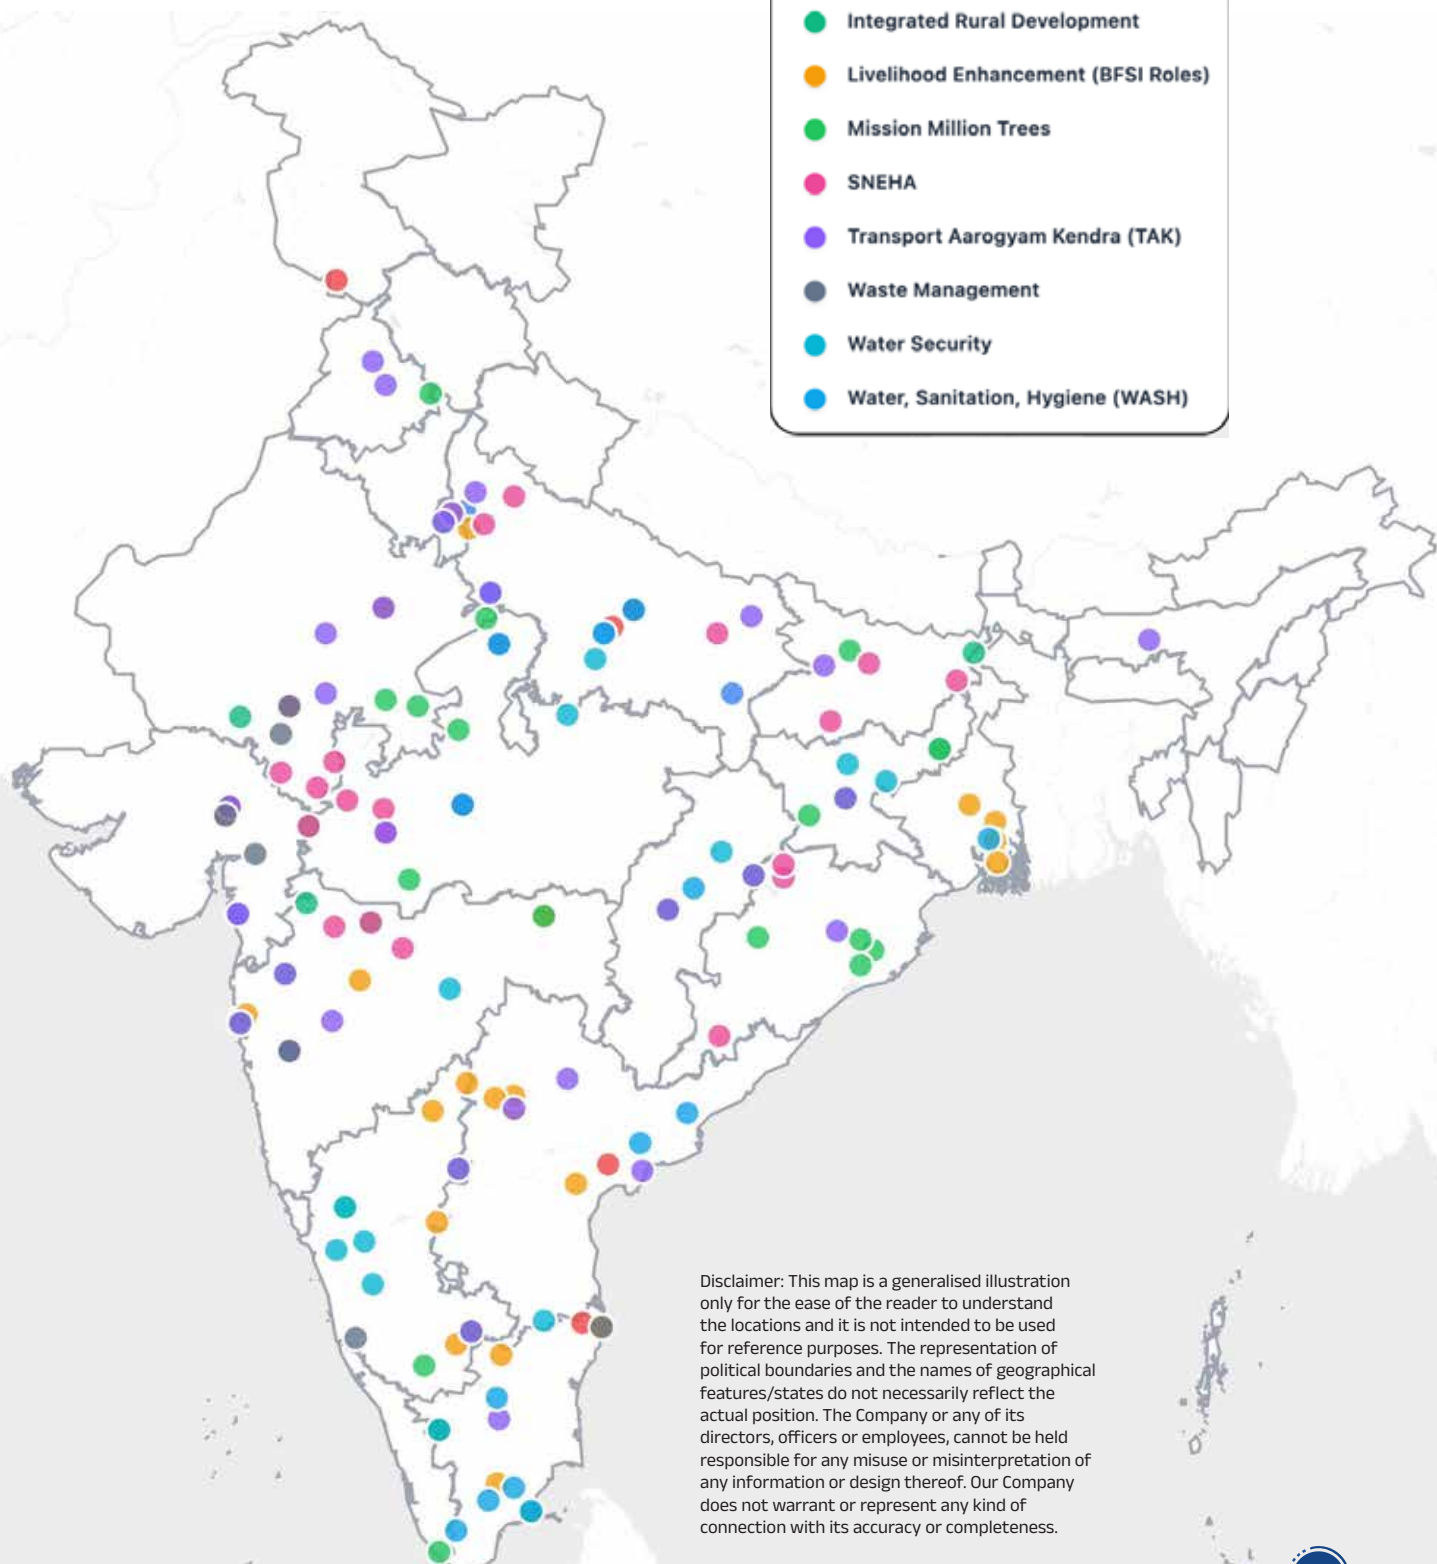 Integrated Rural Development
Livelihood Enhancement (BFSI Roles)
Mission Million Trees
SNEHA
Transport Aarogyam Kendra (TAK)
Waste Management
Water Security
Water, Sanitation, Hygiene (WASH)
Disclaimer: This map is a generalised illustration
only for the ease of the reader to understand
the locations and it is not intended to be used
for reference purposes. The representation of
political boundaries and the names of geographical
features/states do not necessarily reflect the
actual position. The Company or any of its
directors, officers or employees, cannot be held
responsible for any misuse or misinterpretation of
any information or design thereof. Our Company
does not warrant or represent any kind of
connection with its accuracy or completeness.